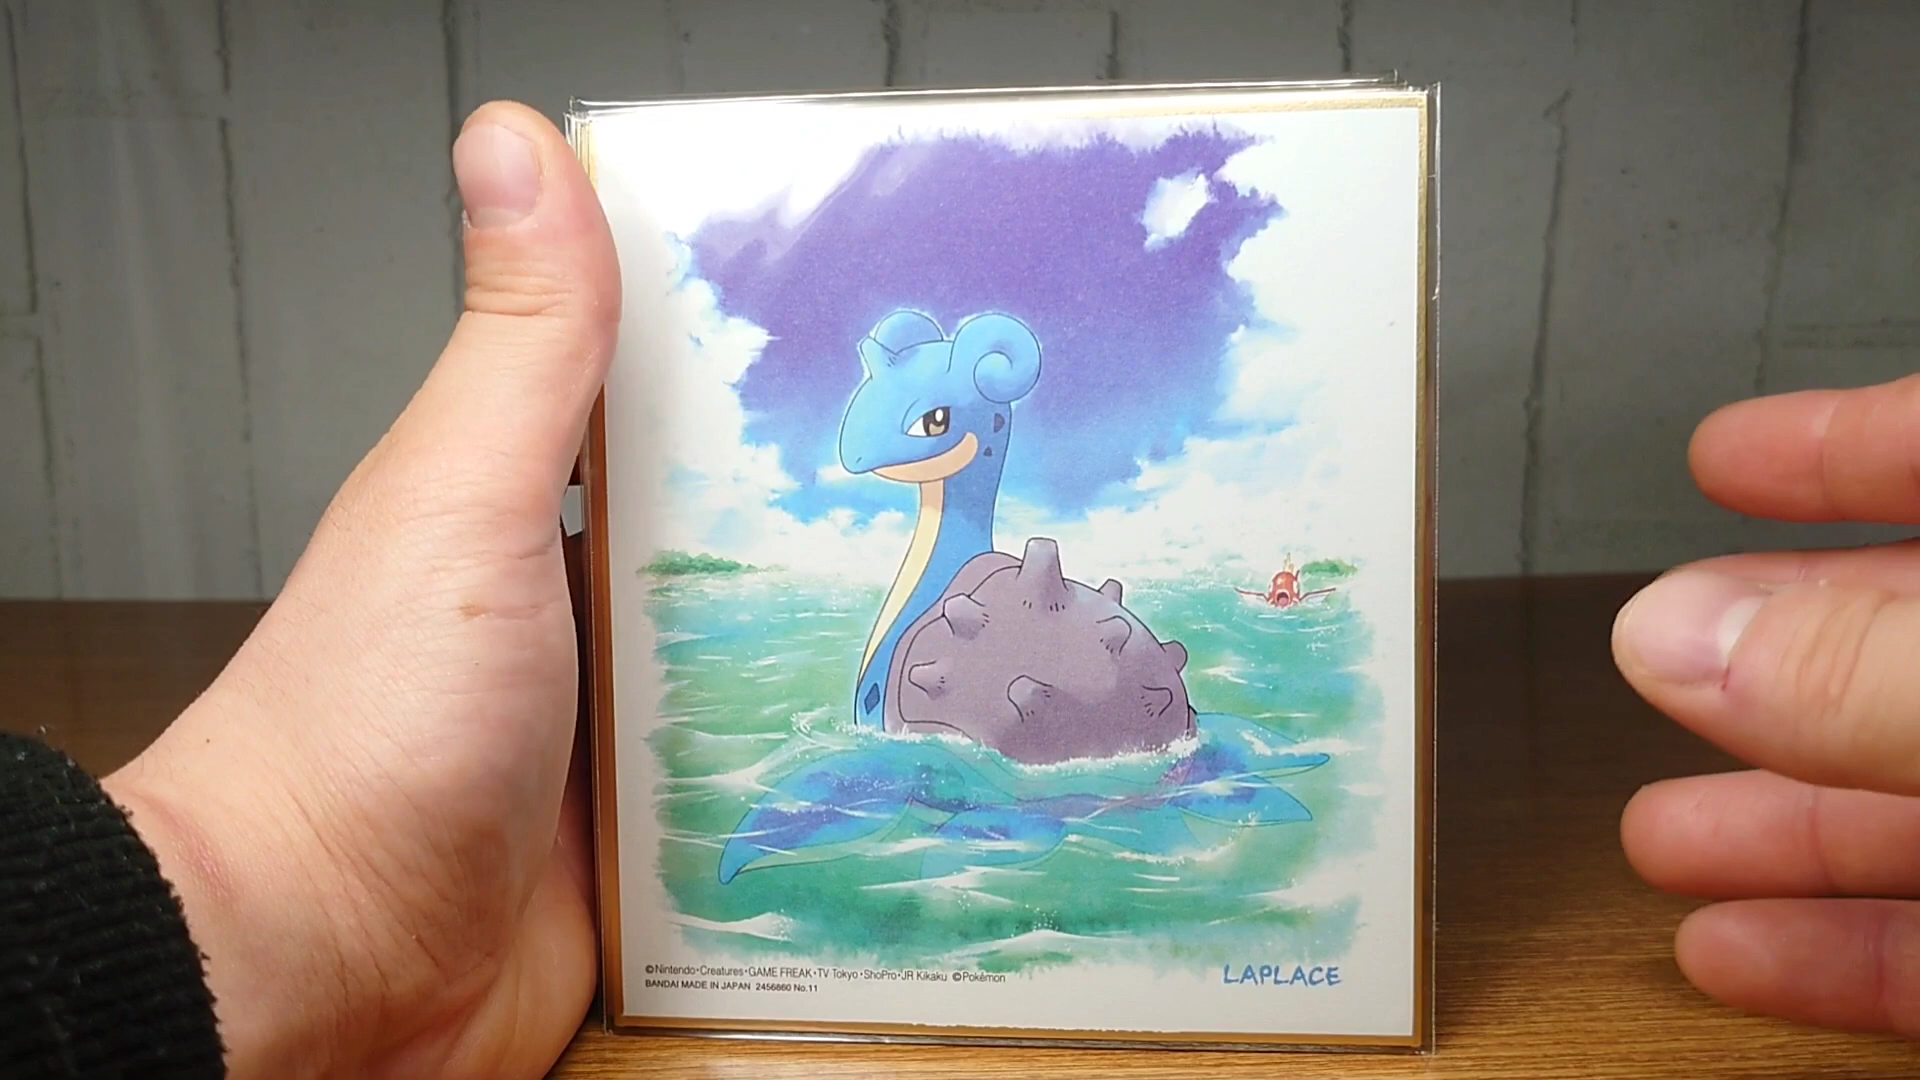 ©Nintendo・Creatures・GAME FREAK・TV Tokyo・ShoPro・JR Kikaku ©Pokémon
BANDAI MADE IN JAPAN 2456860 No.11
LAPLACE